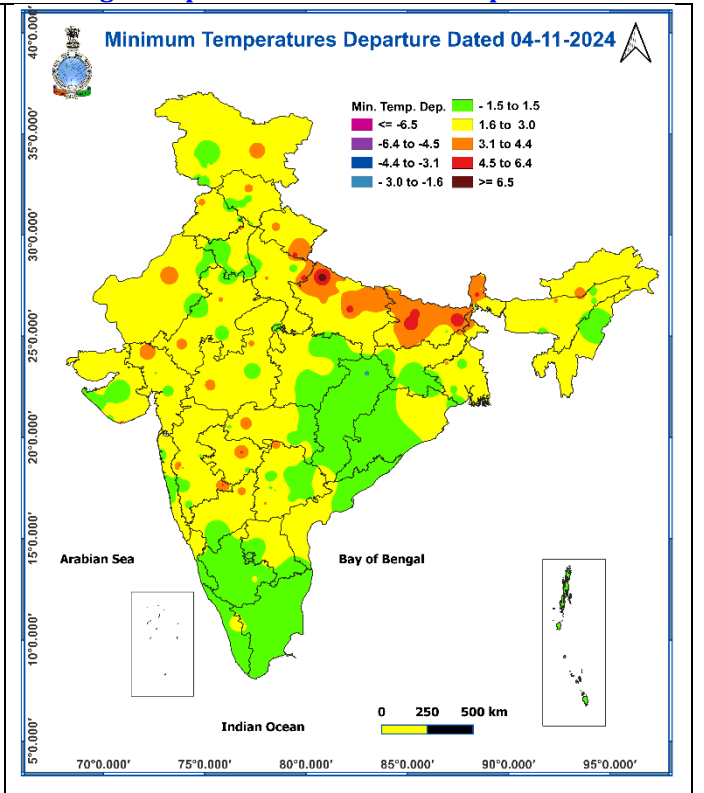 Minimum Temperatures Departure Dated 04-11-2024
Min. Temp. Dep.
<= -6.5
-6.4 to -4.5
-4.4 to -3.1
- 3.0 to -1.6
- 1.5 to 1.5
1.6 to 3.0
3.1 to 4.4
4.5 to 6.4
>= 6.5
40°0.000'
35°0.000'
30°0.000'
25°0.000'
20°0.000'
15°0.000'
10°0.000'
5°0.000'
Arabian Sea
Bay of Bengal
Indian Ocean
0 250 500 km
70°0.000' 75°0.000' 80°0.000' 85°0.000' 90°0.000' 95°0.000'